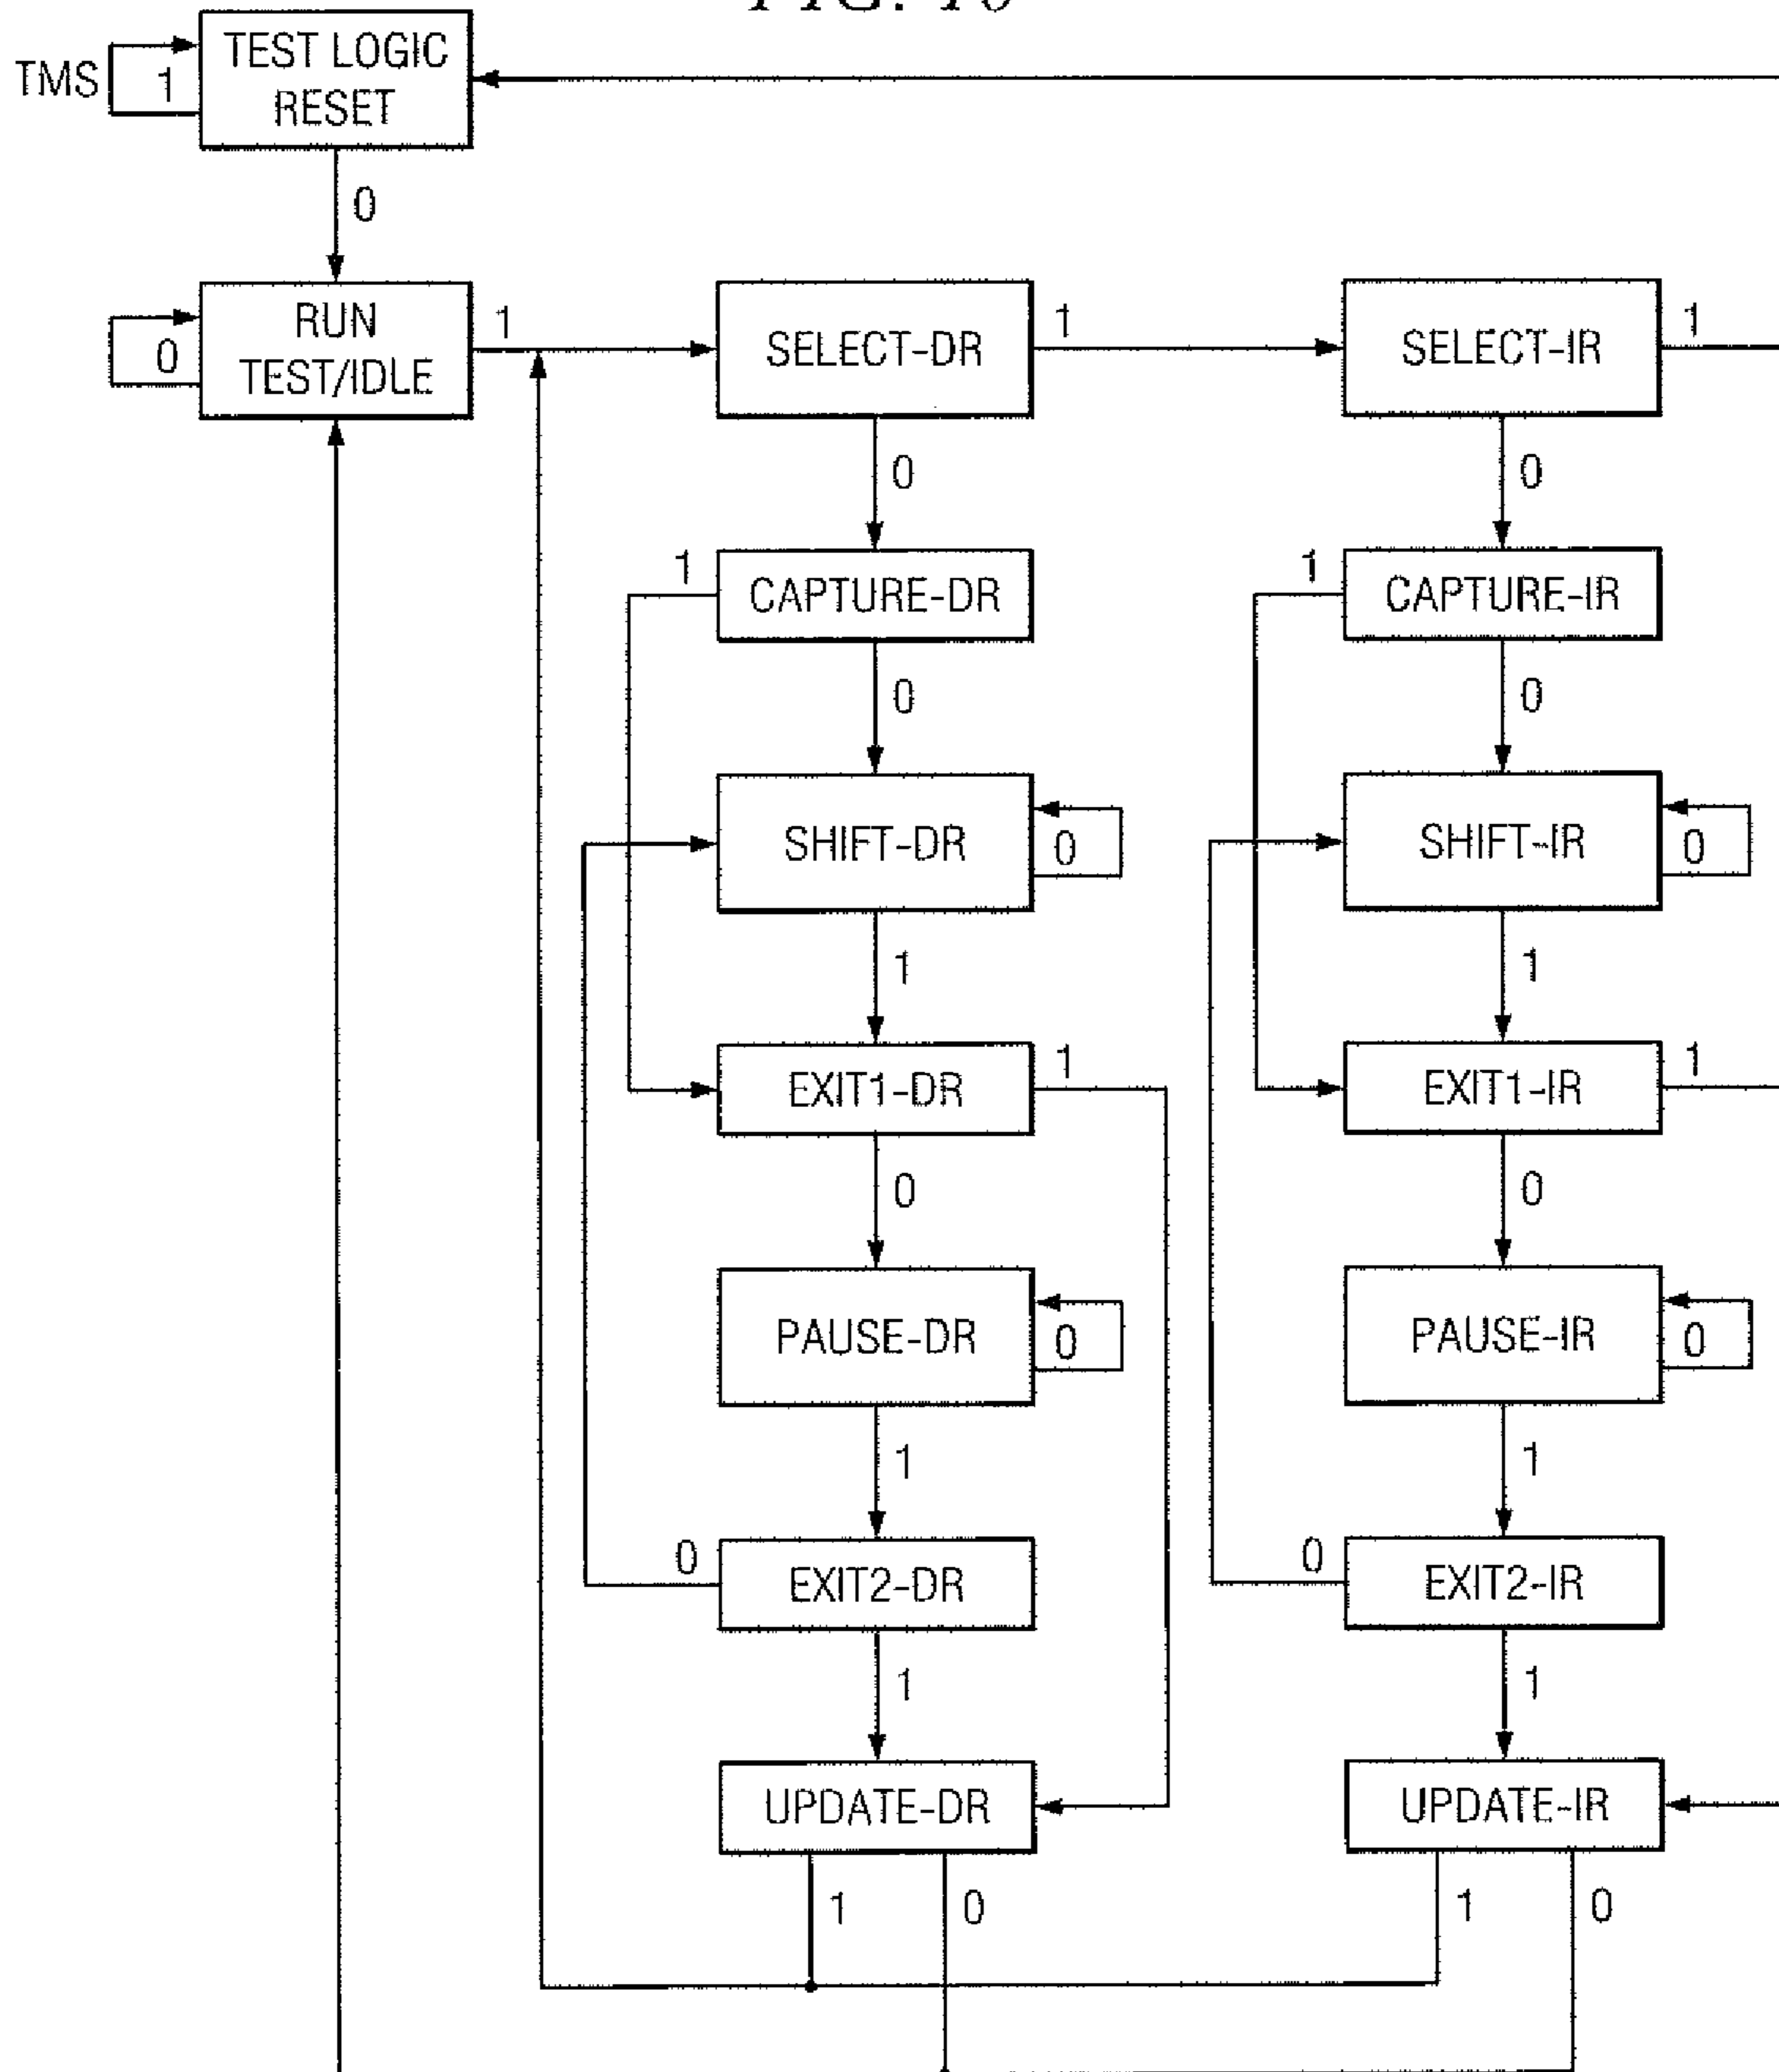 TEST LOGIC
RESET
TMS
1
0
RUN
TEST/IDLE
0
1
SELECT-DR
1
SELECT-IR
1
0
0
1
CAPTURE-DR
1
CAPTURE-IR
0
0
SHIFT-DR
0
SHIFT-IR
0
1
1
EXIT1-DR
1
EXIT1-IR
1
0
0
PAUSE-DR
0
PAUSE-IR
0
1
1
0
EXIT2-DR
0
EXIT2-IR
1
1
UPDATE-DR
UPDATE-IR
1
0
1
0